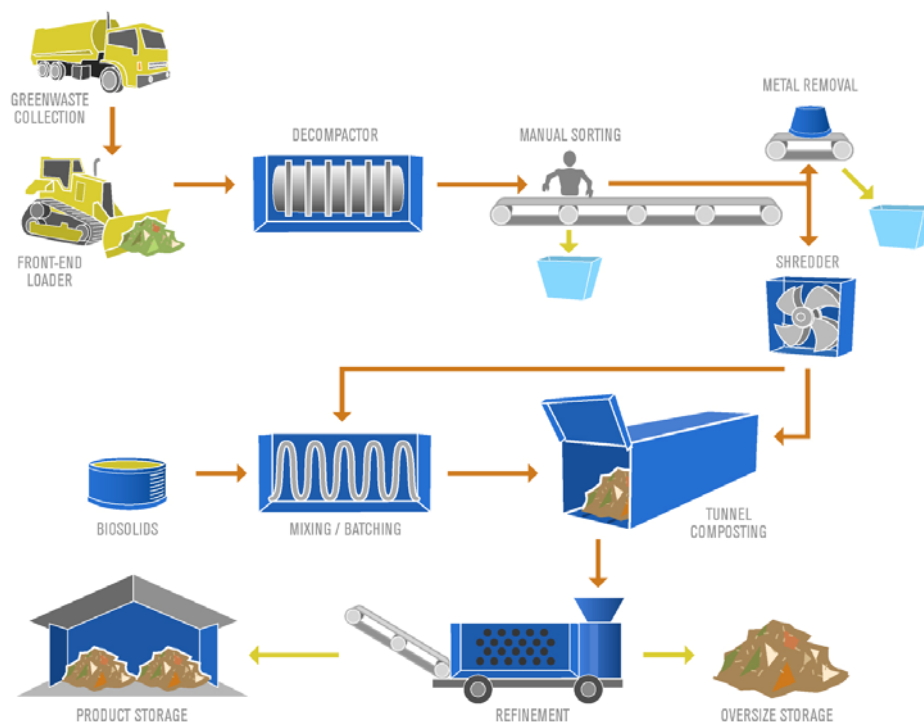 GREENWASTE
COLLECTION
DECOMPACTOR
MANUAL SORTING
METAL REMOVAL
FRONT-END
LOADER
SHREDDER
BIOSOLIDS
MIXING / BATCHING
TUNNEL
COMPOSTING
PRODUCT STORAGE
REFINEMENT
OVERSIZE STORAGE